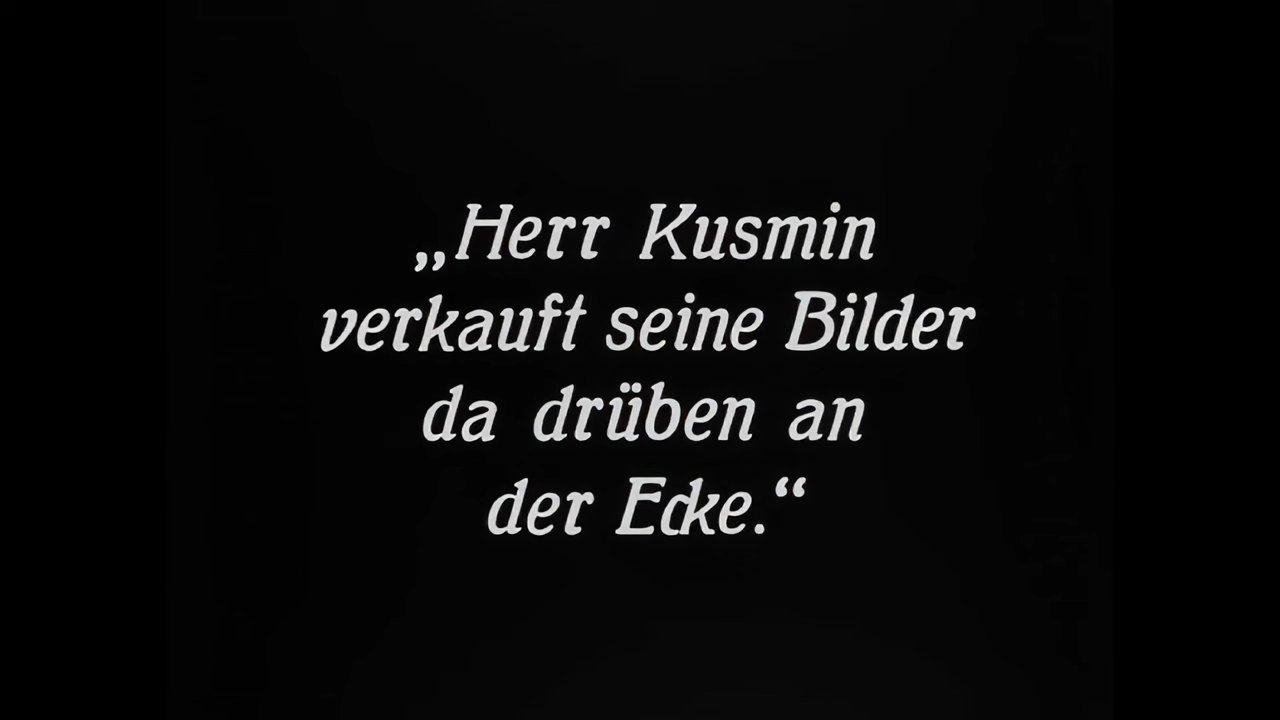 „Herr Kusmin
verkauft seine Bilder
da drüben an
der Ecke.“